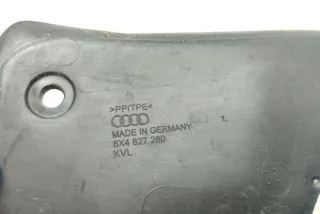 >PP/TPE<
MADE IN GERMANY
8X4 827 280
KVL